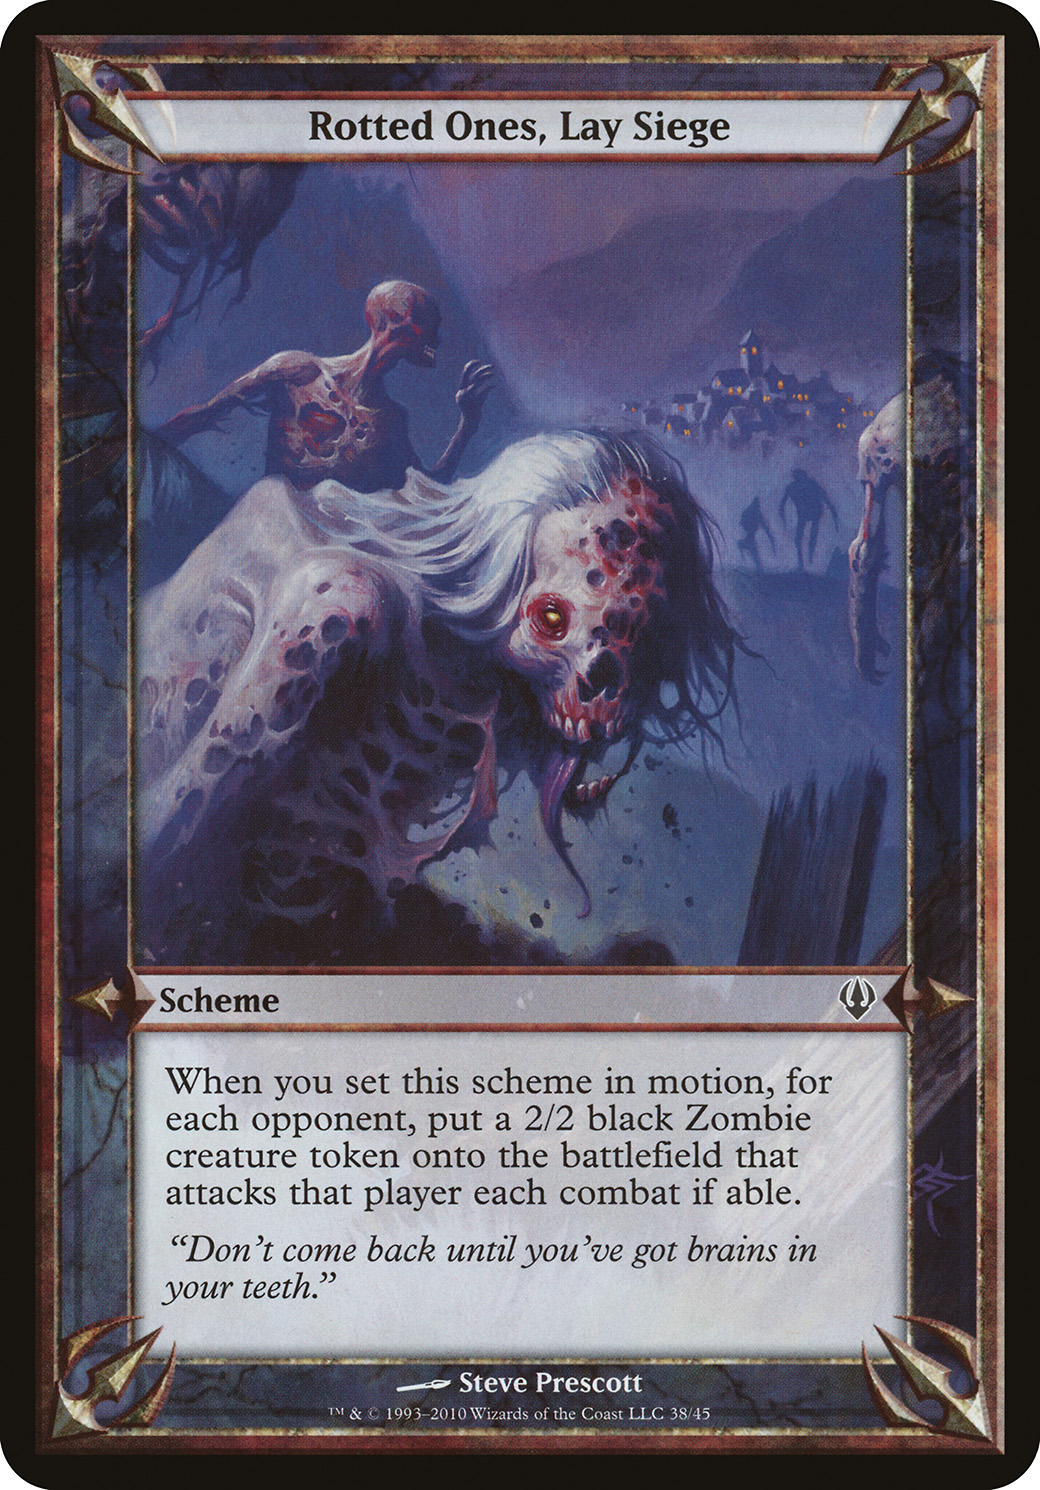 Rotted Ones, Lay Siege
Scheme
When you set this scheme in motion, for
each opponent, put a 2/2 black Zombie
creature token onto the battlefield that
attacks that player each combat if able.
“Don’t come back until you’ve got brains in
your teeth.”
Steve Prescott
™ & © 1993–2010 Wizards of the Coast LLC 38/45